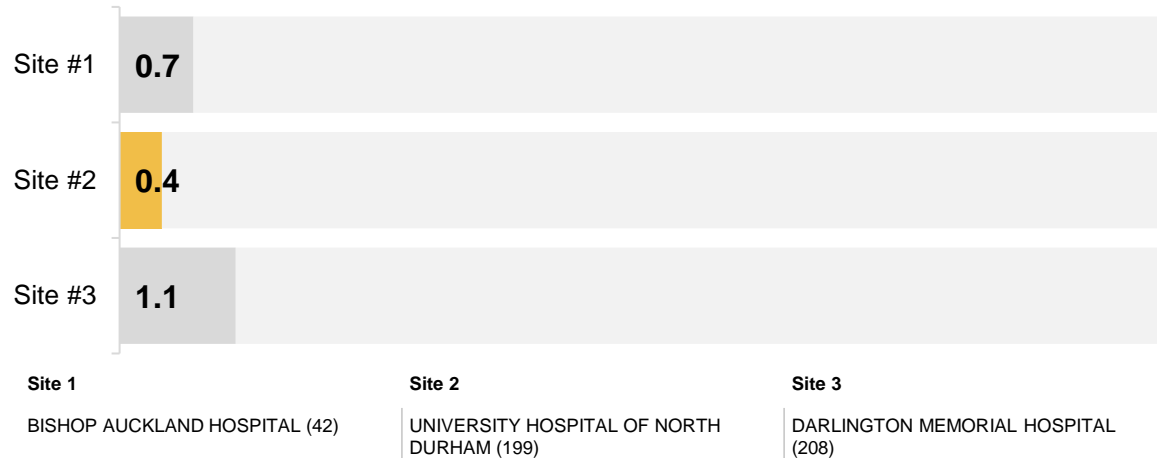 Site #1 0.7
Site #2 0.4
Site #3 1.1
Site 1 Site 2 Site 3
BISHOP AUCKLAND HOSPITAL (42)
UNIVERSITY HOSPITAL OF NORTH
DURHAM (199)
DARLINGTON MEMORIAL HOSPITAL
(208)